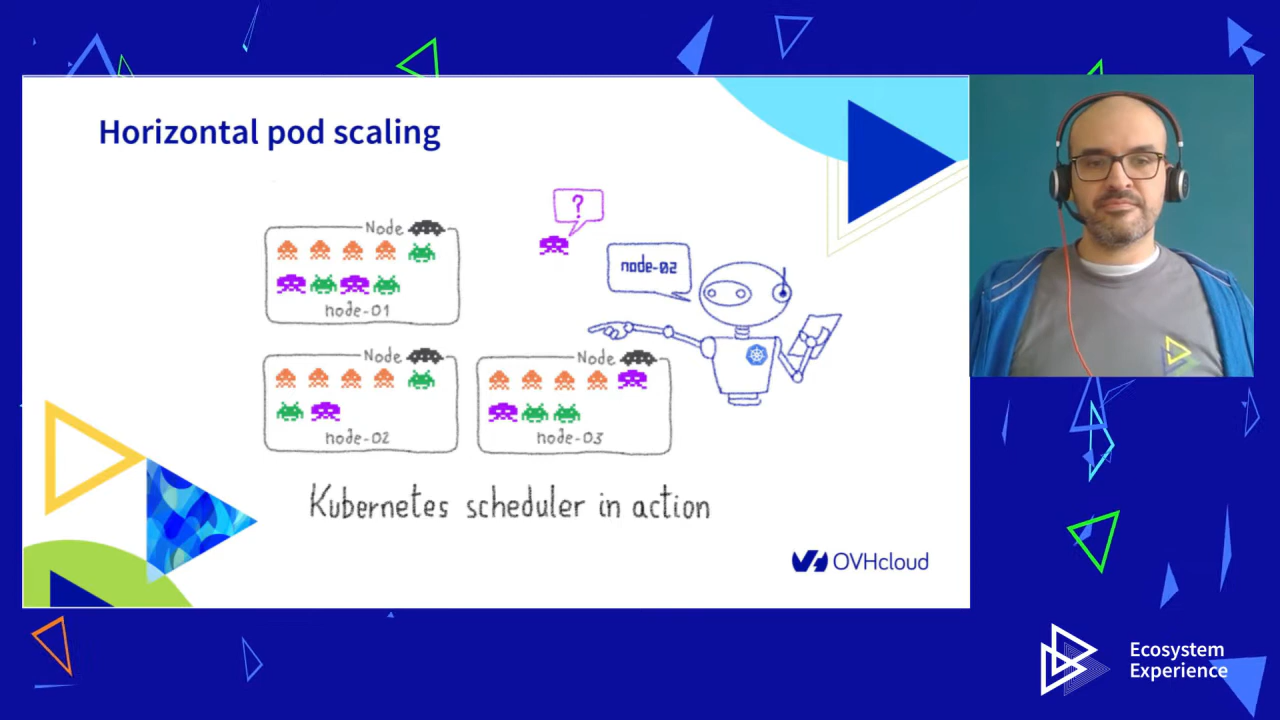 Horizontal pod scaling
?
Node
node-02
node-01
Node
Node
node-02
node-03
Kubernetes scheduler in action
OVHcloud
Ecosystem
Experience